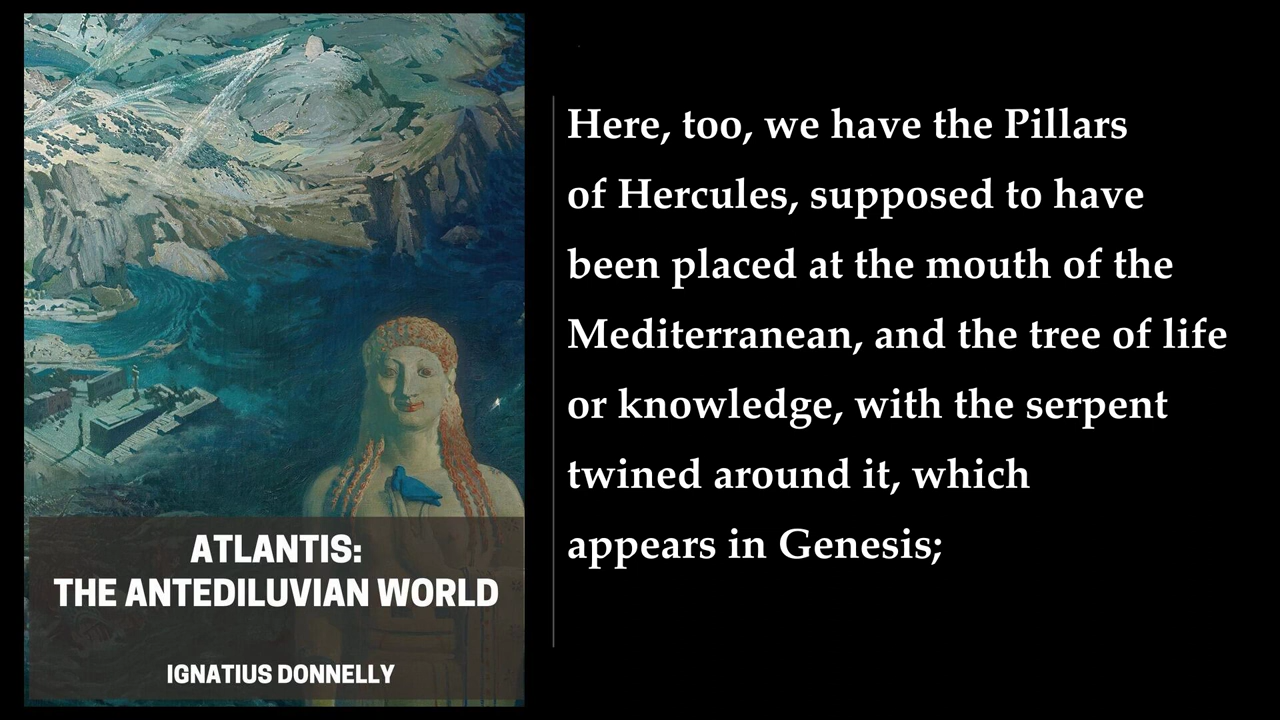 ATLANTIS:
THE ANTEDILUVIAN WORLD
IGNATIUS DONNELLY
Here, too, we have the Pillars
of Hercules, supposed to have
been placed at the mouth of the
Mediterranean, and the tree of life
or knowledge, with the serpent
twined around it, which
appears in Genesis;